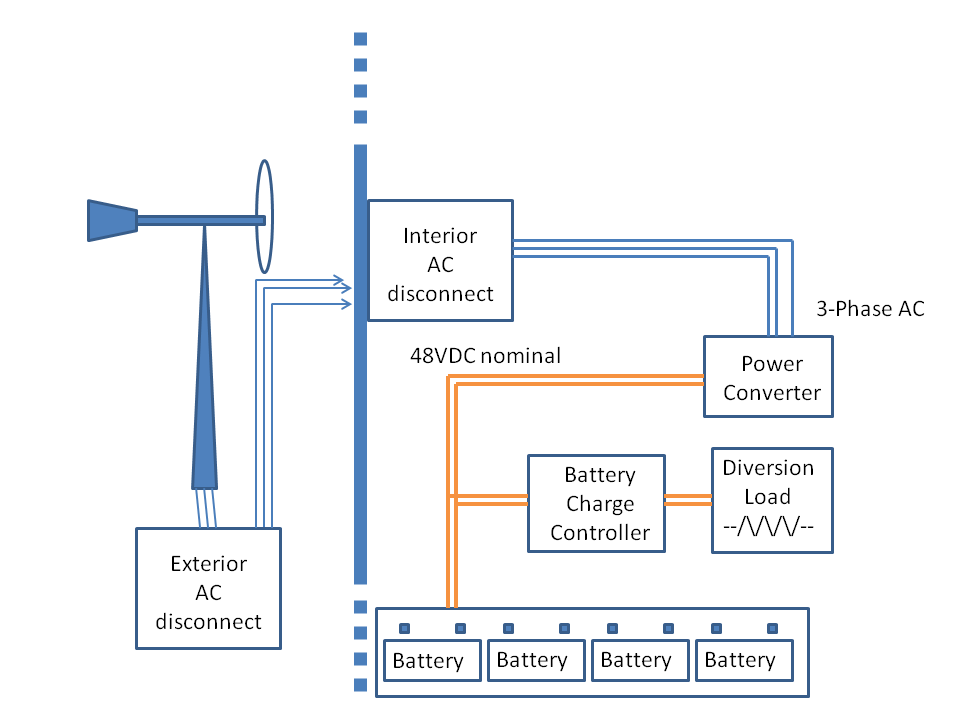 Interior
AC
disconnect
3-Phase AC
48VDC nominal
Power
Converter
Battery
Charge
Controller
Diversion
Load
--/\/\/\/--
Exterior
AC
disconnect
Battery
Battery
Battery
Battery